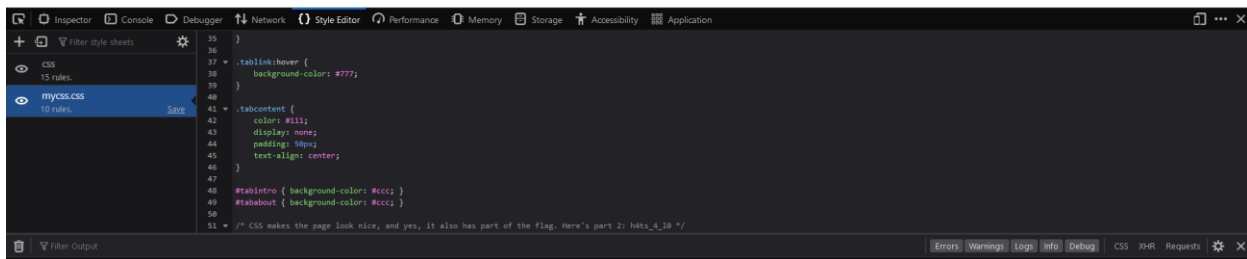 Inspector Console Debugger Network {} Style Editor Performance Memory Storage Accessibility Application
Filter style sheets
css
15 rules.
mycss.css
10 rules. Save
35 }
36
37 .tablink:hover {
38 background-color: #777;
39 }
40
41 .tabcontent {
42 color: #111;
43 display: none;
44 padding: 50px;
45 text-align: center;
46 }
47
48 #tabintro { background-color: #ccc; }
49 #tababout { background-color: #ccc; }
50
51 /* CSS makes the page look nice, and yes, it also has part of the flag. Here's part 2: h4ts_4_l0 */
Filter Output Errors Warnings Logs Info Debug CSS XHR Requests